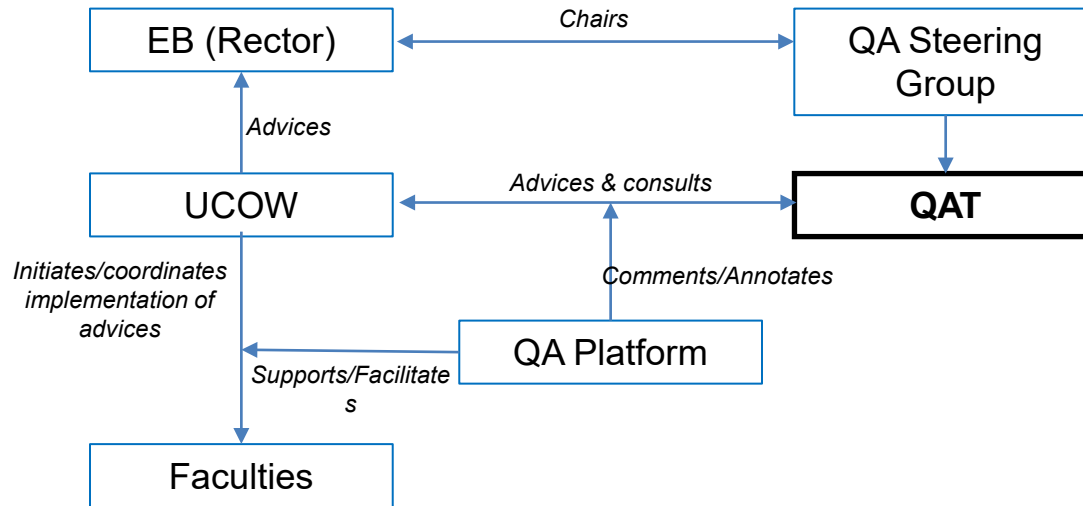 Chairs
EB (Rector)
QA Steering
Group
Advices
UCOW
Advices & consults
QAT
Initiates/coordinates
implementation of
advices
Comments/Annotates
QA Platform
Supports/Facilitate
s
Faculties